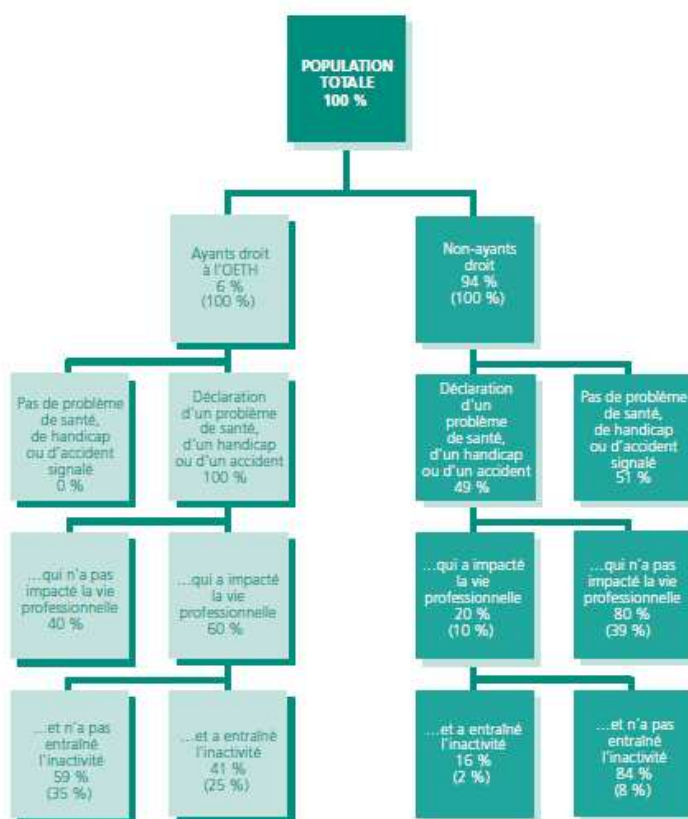 POPULATION
TOTALE
100 %
Ayants droit
à l'OETH
6 %
(100 %)
Non-ayants
droit
94 %
(100 %)
Pas de problème
de santé,
de handicap
ou d'accident
signalé
0 %
Déclaration
d'un problème
de santé,
d'un handicap
ou d'un accident
100 %
Déclaration
d'un
problème
de santé,
d'un handicap
ou d'un accident
49 %
Pas de problème
de santé,
de handicap
ou d'accident
signalé
51 %
...qui n'a pas
impacté la vie
professionnelle
40 %
...qui a impacté
la vie
professionnelle
60 %
...qui a impacté
la vie
professionnelle
20 %
(10 %)
...qui n'a pas
impacté la vie
professionnelle
80 %
(39 %)
...et n'a pas
entraîné
l'inactivité
59 %
(35 %)
...et a entraîné
l'inactivité
41 %
(25 %)
...et a entraîné
l'inactivité
16 %
(2 %)
...et n'a pas
entraîné
l'inactivité
84 %
(8 %)